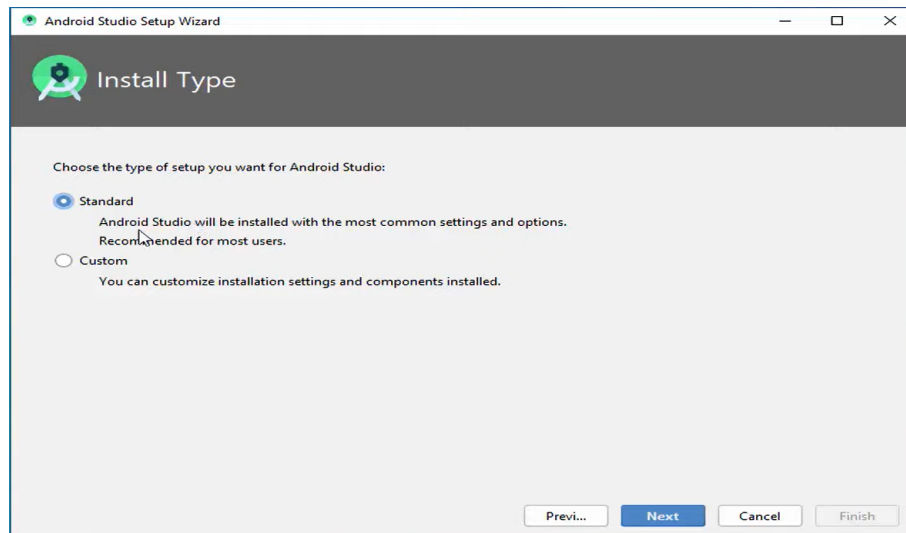 Android Studio Setup Wizard
Install Type
Choose the type of setup you want for Android Studio:
Standard
Android Studio will be installed with the most common settings and options.
Recommended for most users.
Custom
You can customize installation settings and components installed.
Previ... Next Cancel Finish